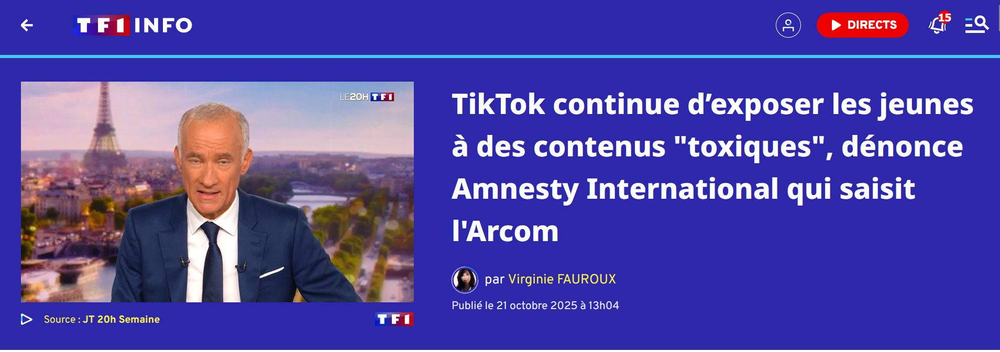 TF1 INFO
DIRECTS
15
LE20H TF1
TikTok continue d’exposer les jeunes
à des contenus "toxiques", dénonce
Amnesty International qui saisit
l'Arcom
par Virginie FAUROUX
Publié le 21 octobre 2025 à 13h04
Source : JT 20h Semaine
TF1